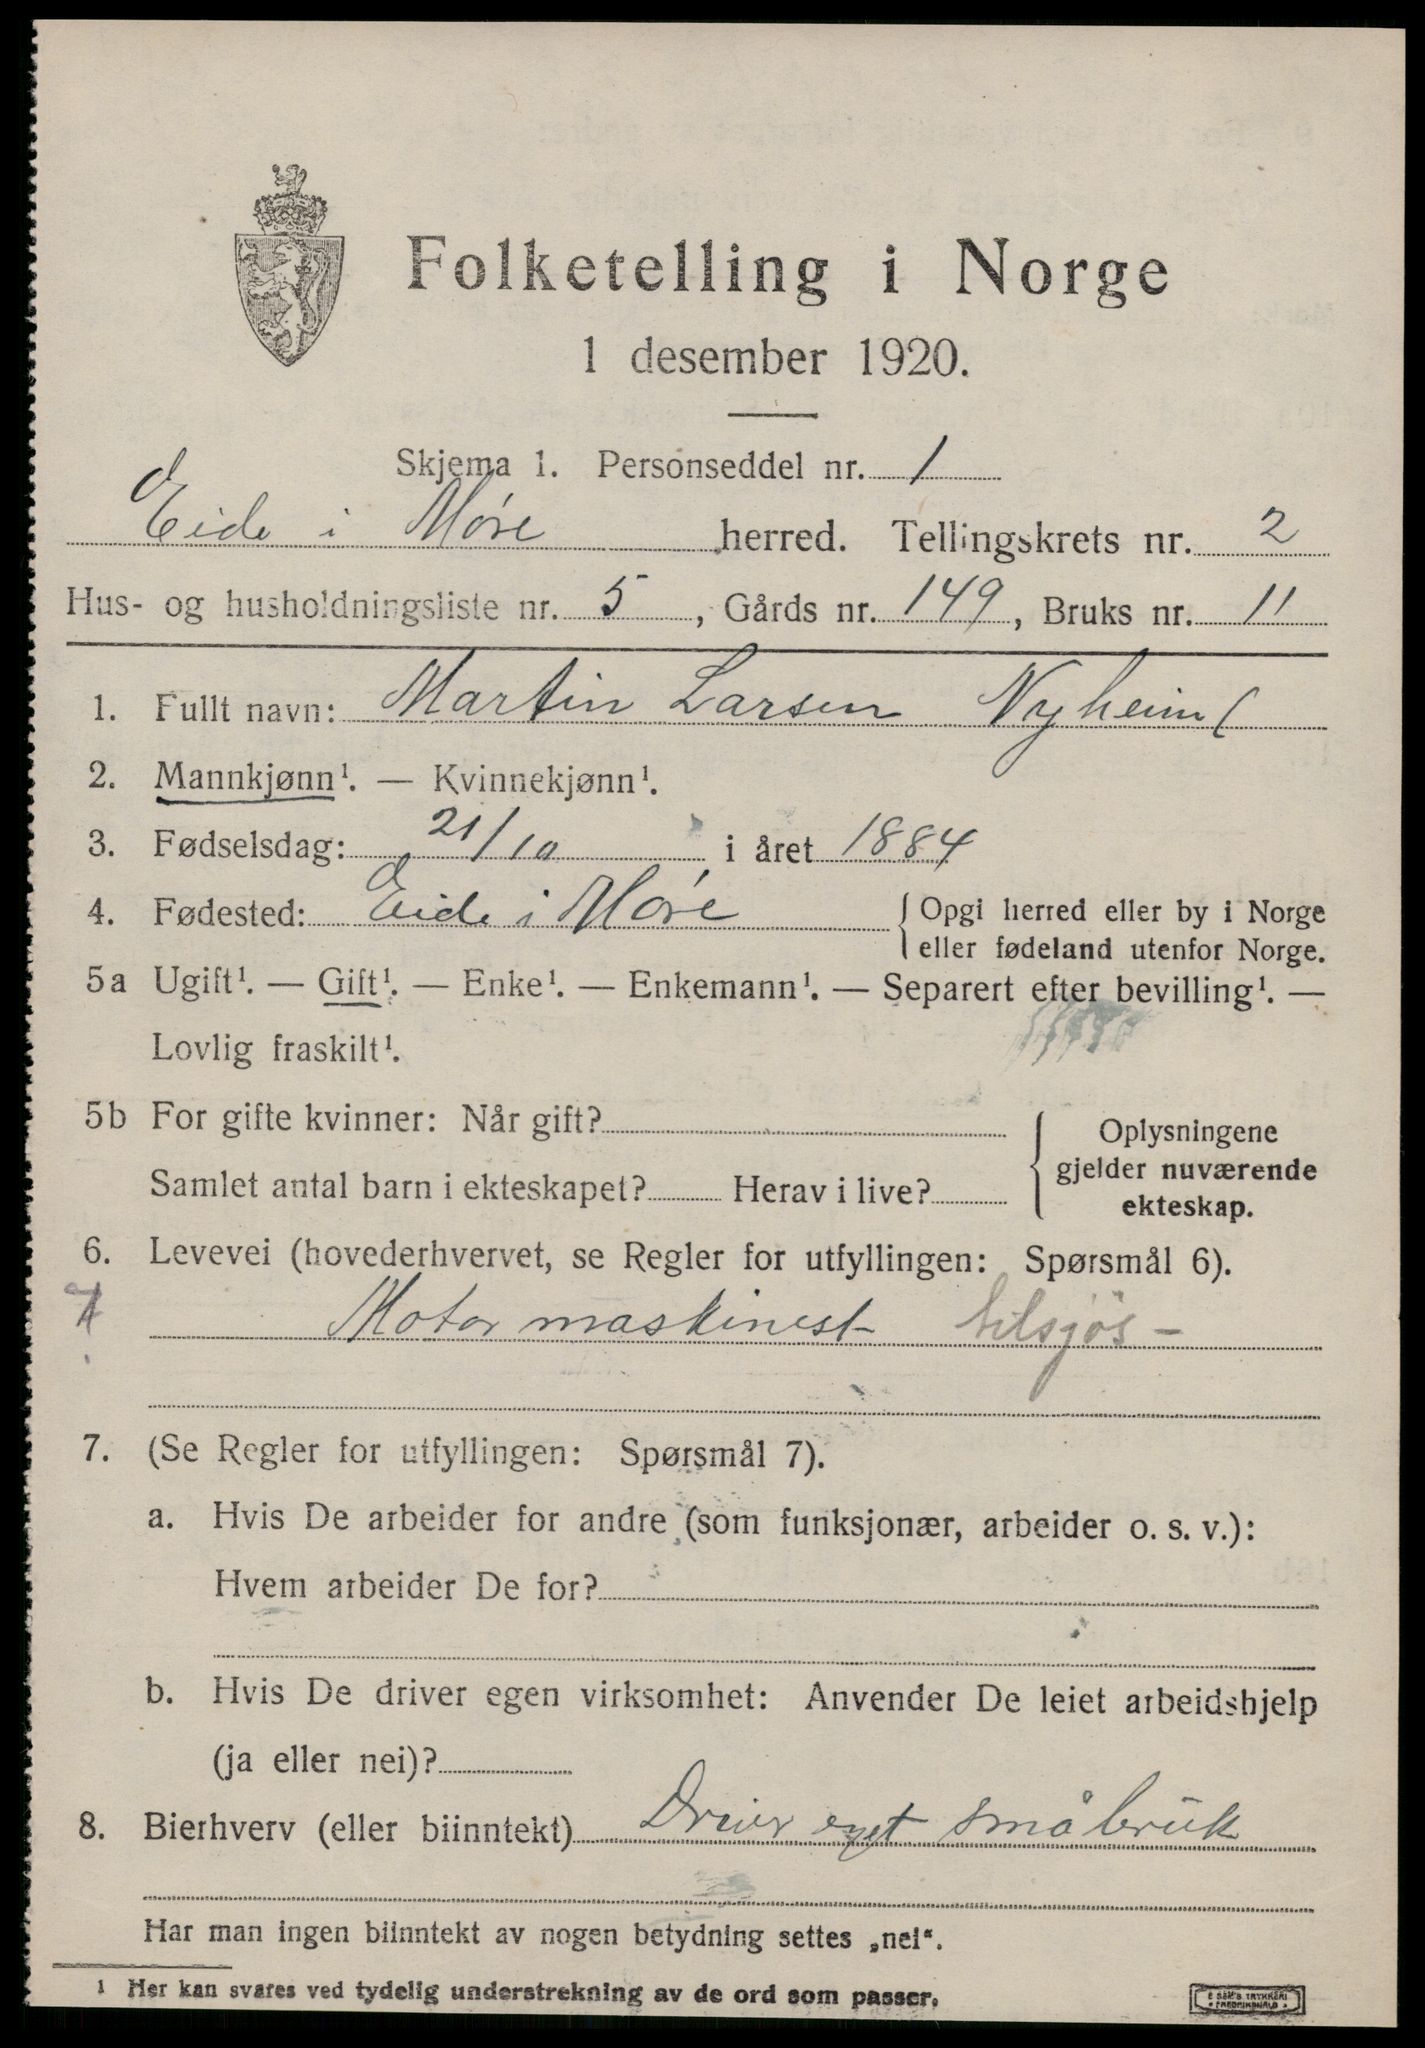 Folketelling i Norge
1 desember 1920.
Skjema 1. Personseddel nr. 1
Eide i Møre herred. Tellingskrets nr. 2
Hus- og husholdningsliste nr. 5, Gårds nr. 149, Bruks nr. 11
1. Fullt navn: Martin Larsen Nyheim (
2. Mannkjønn¹. — Kvinnekjønn¹.
3. Fødselsdag: 21/10 i året 1884
4. Fødested: Eide i Møre { Opgi herred eller by i Norge
eller fødeland utenfor Norge.
5a Ugift¹. — Gift¹. — Enke¹. — Enkemann¹. — Separert efter bevilling¹. —
Lovlig fraskilt¹.
5b For gifte kvinner: Når gift?
Samlet antal barn i ekteskapet? Herav i live?
Oplysningene
gjelder nuværende
ekteskap.
6. Levevei (hovederhvervet, se Regler for utfyllingen: Spørsmål 6).
Motormaskinest tilsjös -
7. (Se Regler for utfyllingen: Spørsmål 7).
a. Hvis De arbeider for andre (som funksjonær, arbeider o. s. v.):
Hvem arbeider De for?
b. Hvis De driver egen virksomhet: Anvender De leiet arbeidshjelp
(ja eller nei)?
8. Bierhverv (eller biinntekt) Driver eget småbruk
Har man ingen biinntekt av nogen betydning settes „nei“.
1 Her kan svares ved tydelig understrekning av de ord som passer.
E SEM'S TRYKKERI
FREDRIKSHALD